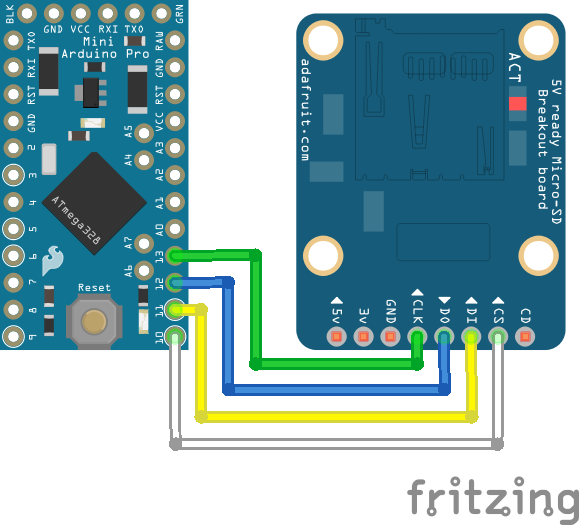 BLK
GND
VCC
RXI
TXO
GRN
Mini
Arduino Pro
TXO
RXI
RST
GND
2
3
4
5
6
7
8
9
RAW
GND
RST
VCC
A3
A2
A1
A0
13
12
11
10
A5
A4
A7
A6
ATmega328
Reset
adafruit.com
ACT
5V ready Micro-SD
Breakout board
5v
3v
GND
CLK
DO
DI
CS
CD
fritzing